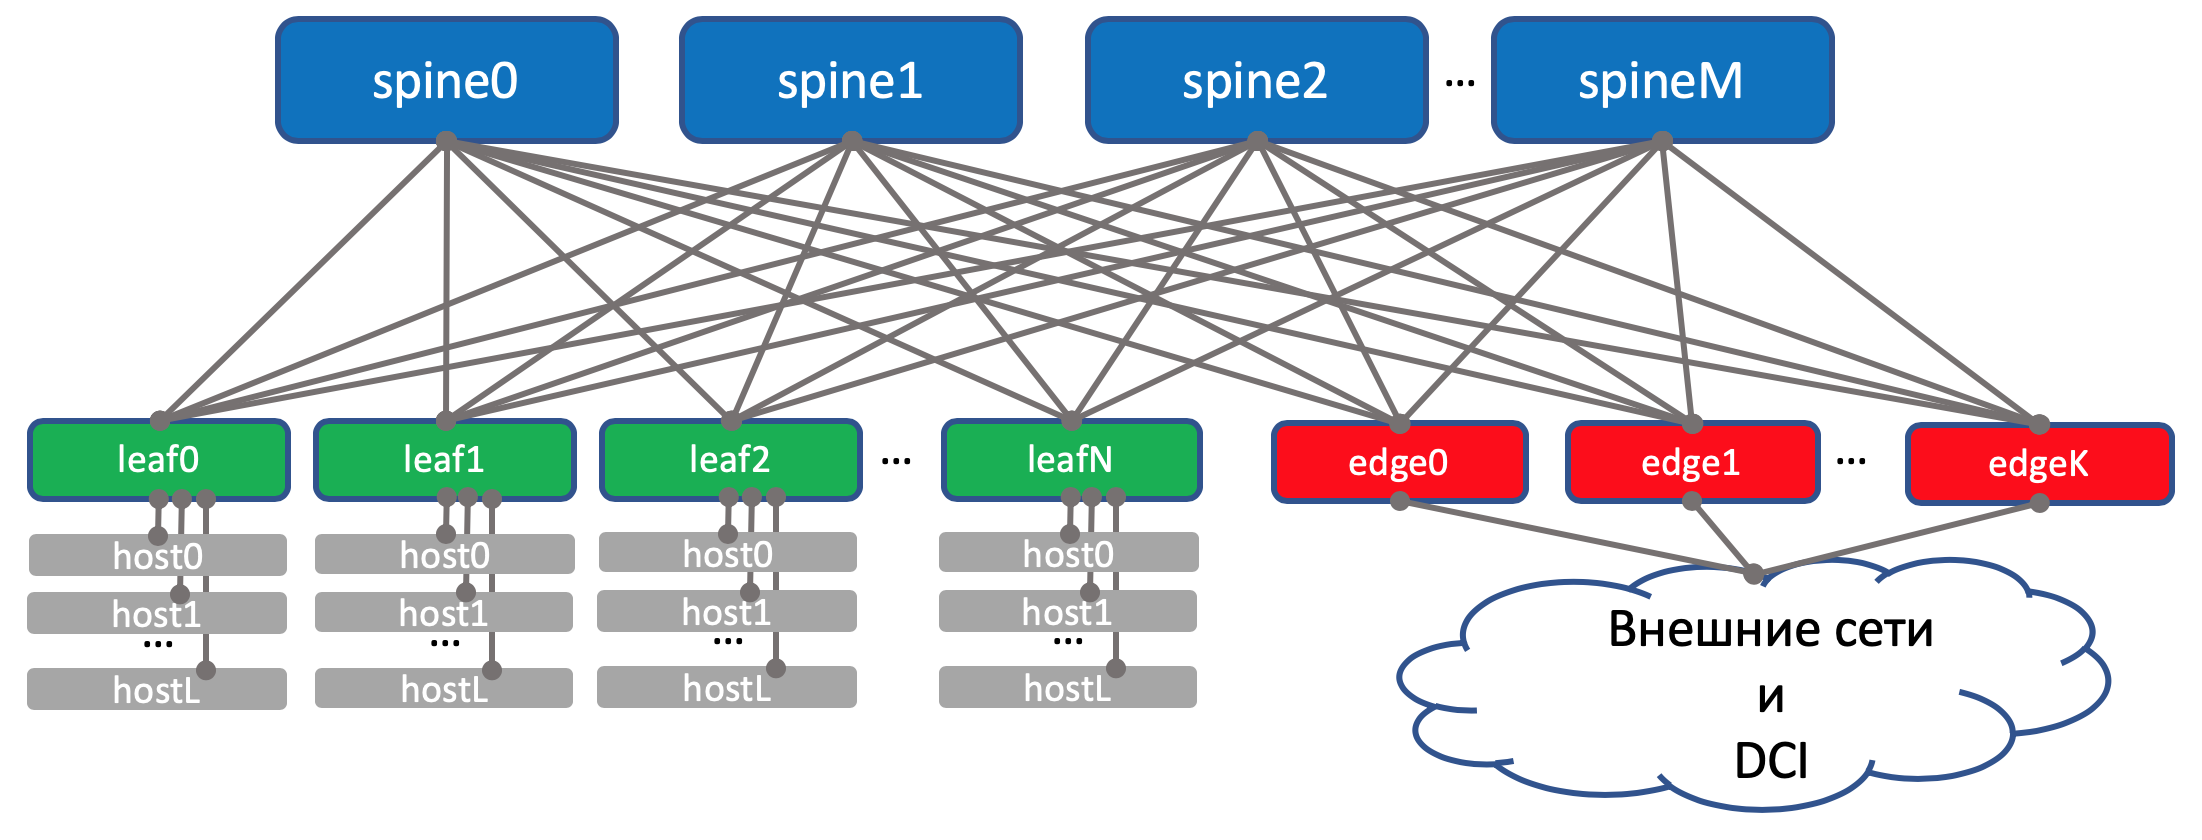 spine0 spine1 spine2 ... spineM
leaf0 leaf1 leaf2 ... leafN edge0 edge1 ... edgeK
host0 host0 host0 host0
host1 host1 host1 host1
... ... ... ...
hostL hostL hostL hostL
Внешние сети
и
DCI